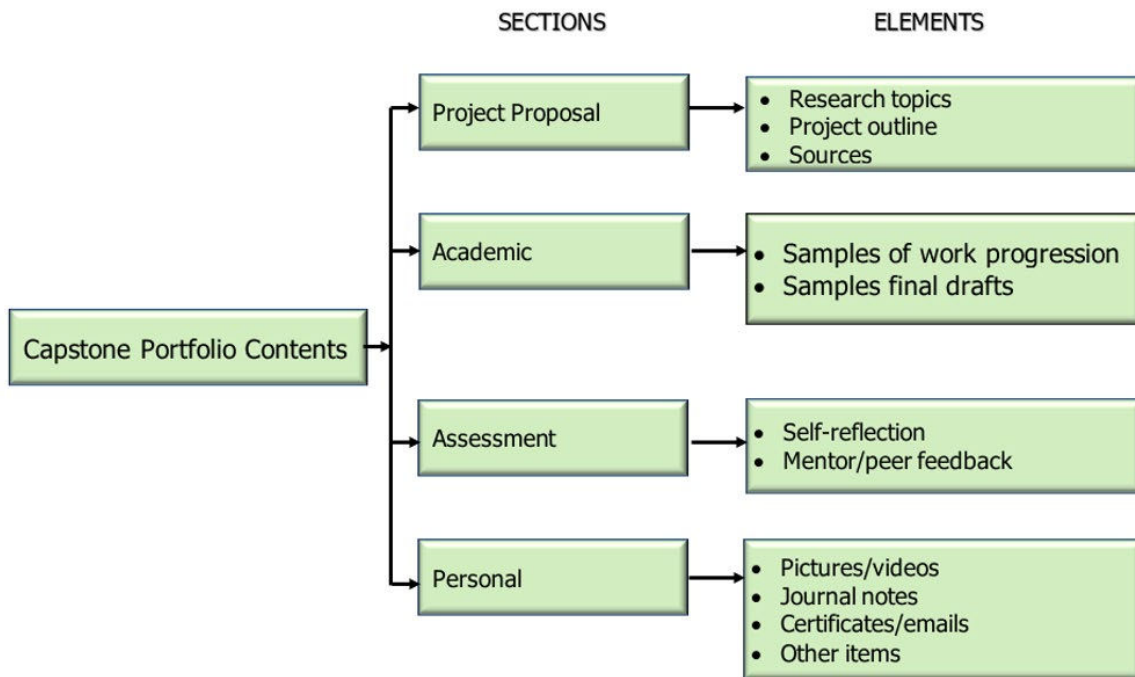 SECTIONS ELEMENTS
Project Proposal
• Research topics
• Project outline
• Sources
Academic
• Samples of work progression
• Samples final drafts
Capstone Portfolio Contents
Assessment
• Self-reflection
• Mentor/peer feedback
Personal
• Pictures/videos
• Journal notes
• Certificates/emails
• Other items